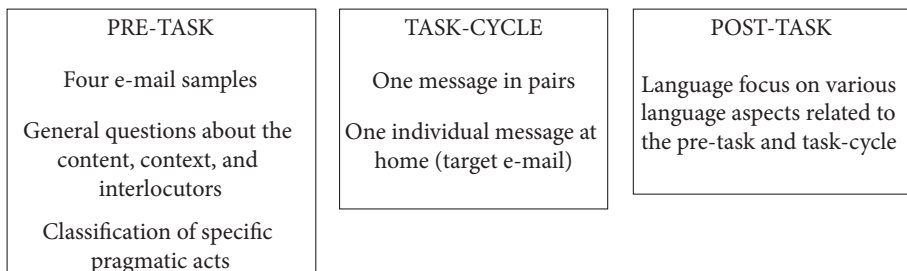 PRE-TASK
Four e-mail samples
General questions about the
content, context, and
interlocutors
Classification of specific
pragmatic acts
TASK-CYCLE
One message in pairs
One individual message at
home (target e-mail)
POST-TASK
Language focus on various
language aspects related to
the pre-task and task-cycle